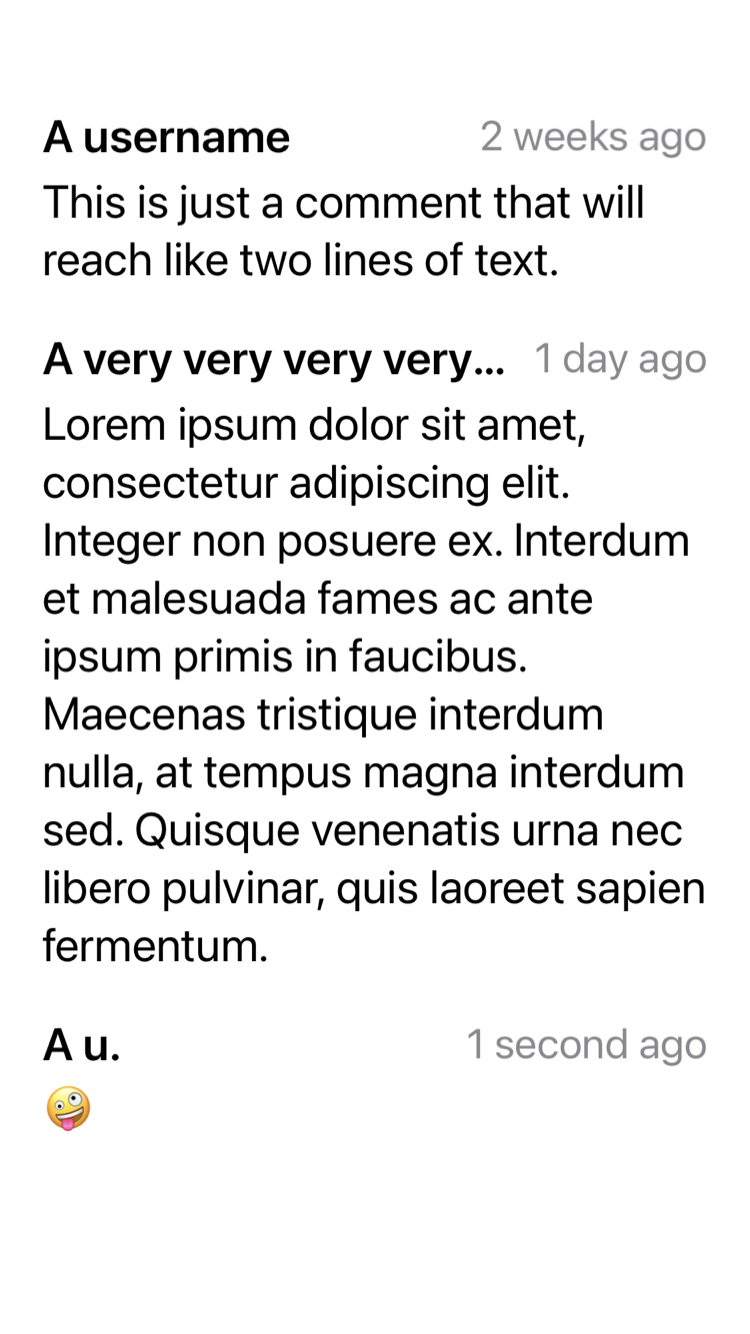 A username 2 weeks ago
This is just a comment that will
reach like two lines of text.
A very very very very... 1 day ago
Lorem ipsum dolor sit amet,
consectetur adipiscing elit.
Integer non posuere ex. Interdum
et malesuada fames ac ante
ipsum primis in faucibus.
Maecenas tristique interdum
nulla, at tempus magna interdum
sed. Quisque venenatis urna nec
libero pulvinar, quis laoreet sapien
fermentum.
A u. 1 second ago
🤪